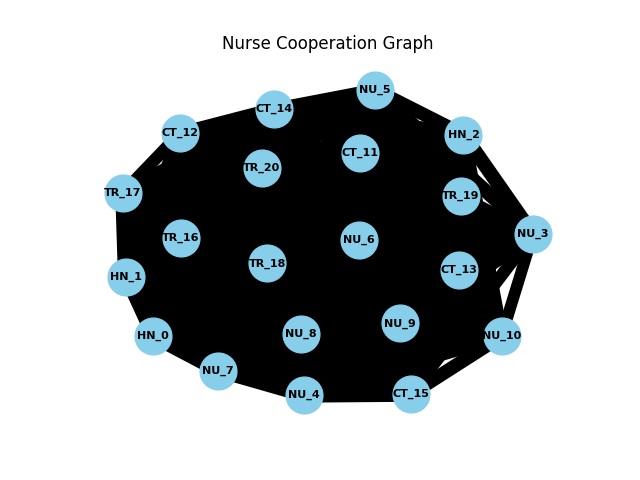 Nurse Cooperation Graph
NU_5
CT_14
CT_12
HN_2
CT_11
TR_20
TR_17
TR_19
NU_3
TR_16
NU_6
TR_18
CT_13
HN_1
NU_9
NU_8
HN_0
NU_10
NU_7
NU_4
CT_15